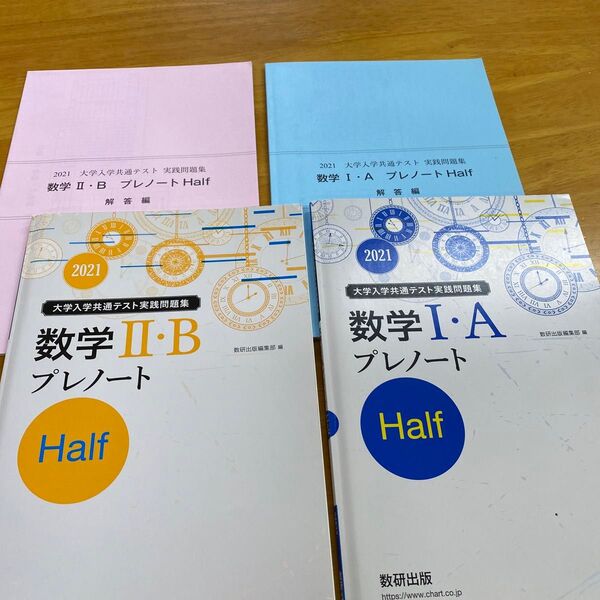 2021 大学入学共通テスト 実践問題集
数学 Ⅱ・B プレノート Half
解 答 編
2021 大学入学共通テスト 実践問題集
数学 Ⅰ・A プレノート Half
解 答 編
2021
大学入学共通テスト実践問題集
数学Ⅱ・B
数研出版編集部 編
プレノート
Half
2021
大学入学共通テスト実践問題集
数学Ⅰ・A
数研出版編集部 編
プレノート
Half
数研出版
https://www.chart.co.jp